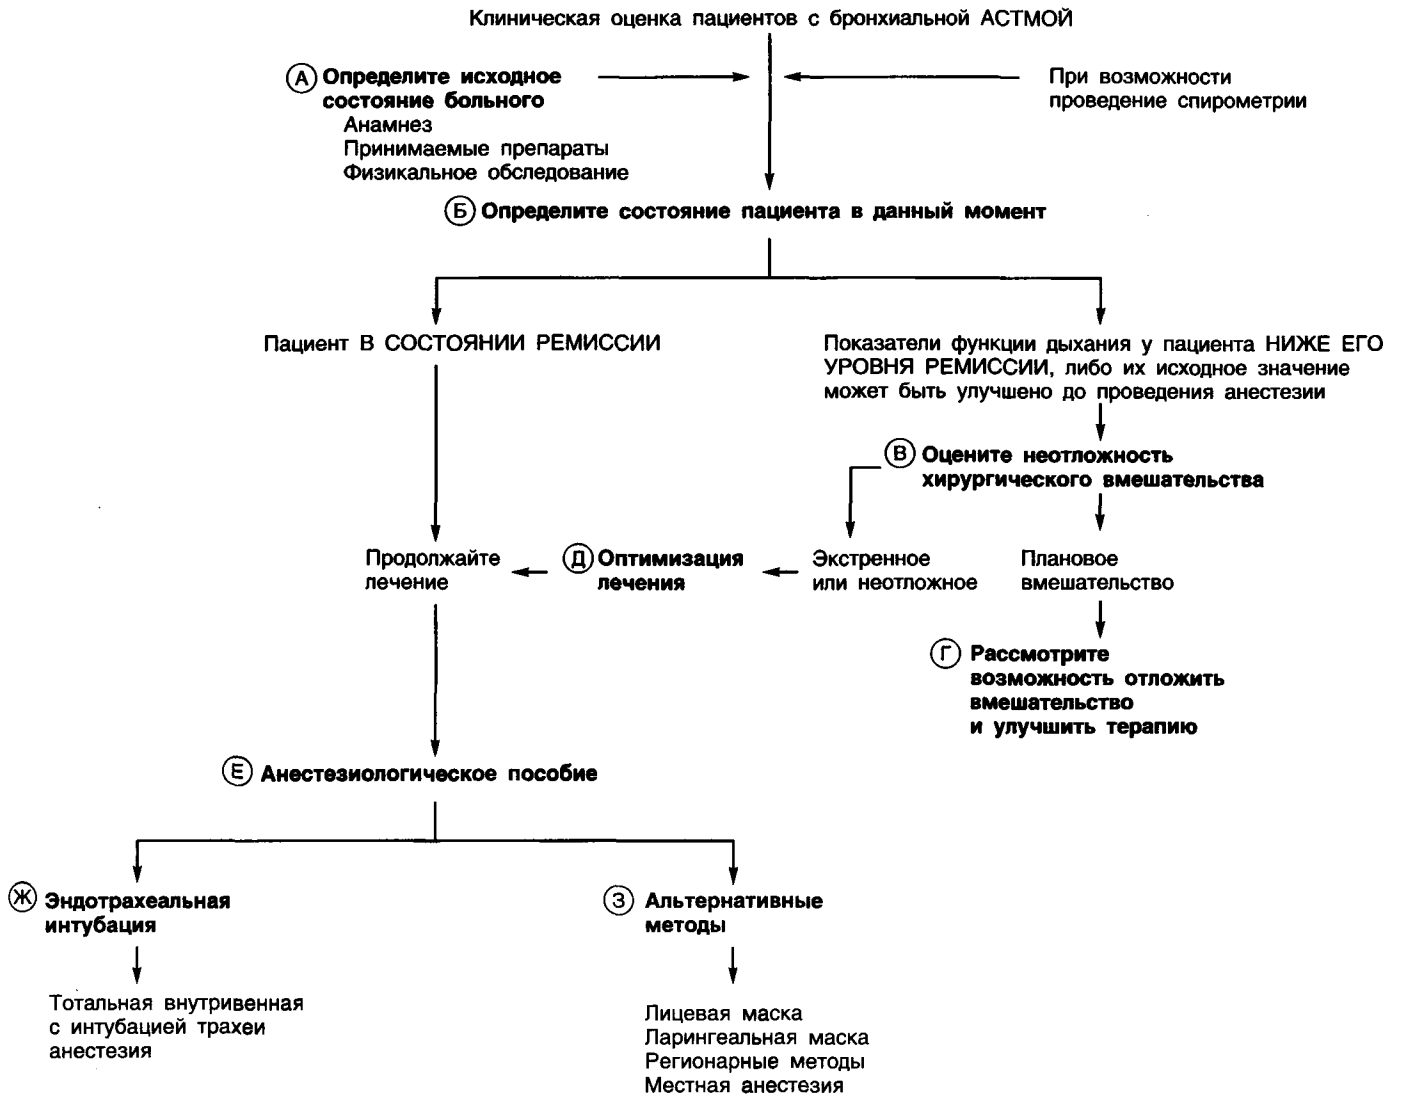 Клиническая оценка пациентов с бронхиальной АСТМОЙ
А Определите исходное
состояние больного
Анамнез
Принимаемые препараты
Физикальное обследование
При возможности
проведение спирометрии
Б Определите состояние пациента в данный момент
Пациент В СОСТОЯНИИ РЕМИССИИ
Показатели функции дыхания у пациента НИЖЕ ЕГО
УРОВНЯ РЕМИССИИ, либо их исходное значение
может быть улучшено до проведения анестезии
В Оцените неотложность
хирургического вмешательства
Продолжайте
лечение
Д Оптимизация
лечения
Экстренное
или неотложное
Плановое
вмешательство
Г Рассмотрите
возможность отложить
вмешательство
и улучшить терапию
Е Анестезиологическое пособие
Ж Эндотрахеальная
интубация
З Альтернативные
методы
Тотальная внутривенная
с интубацией трахеи
анестезия
Лицевая маска
Ларингеальная маска
Регионарные методы
Местная анестезия